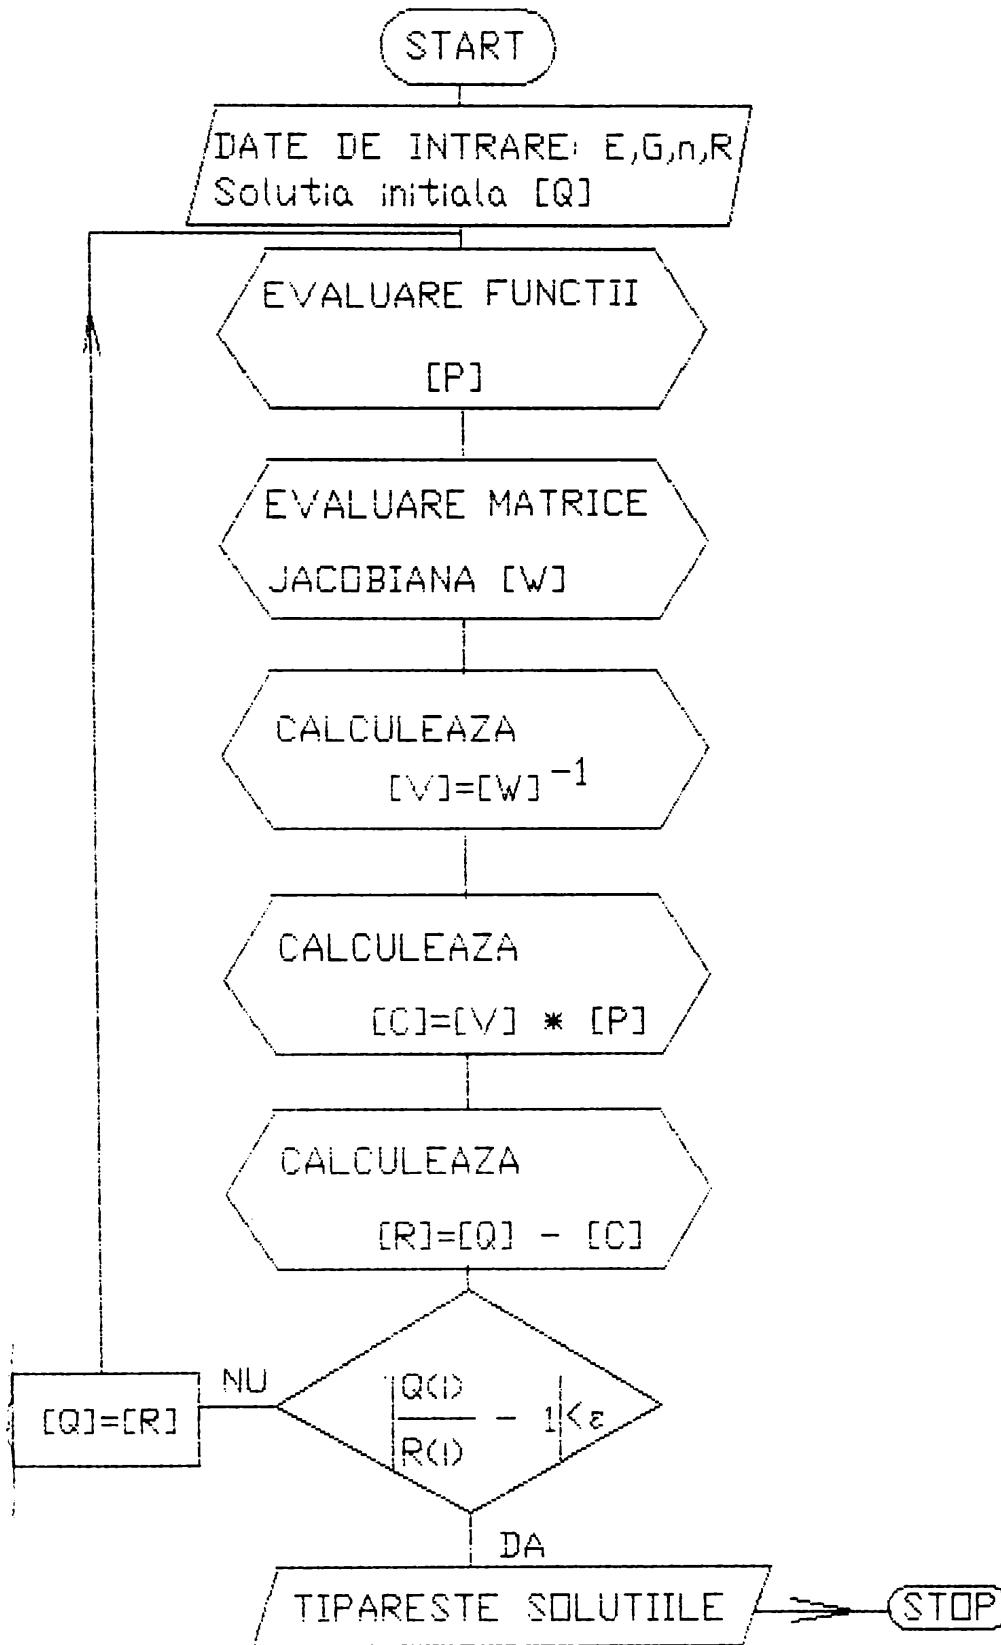 START
DATE DE INTRARE: E,G,n,R
Solutia initiala [Q]
EVALUARE FUNCTII
[P]
EVALUARE MATRICE
JACOBIANA [W]
CALCULEAZA
[V]=[W]⁻¹
CALCULEAZA
[C]=[V] * [P]
CALCULEAZA
[R]=[Q] - [C]
NU
[Q]=[R]
|Q(I)/R(I) - 1|<ε
DA
TIPARESTE SOLUTIILE
STOP